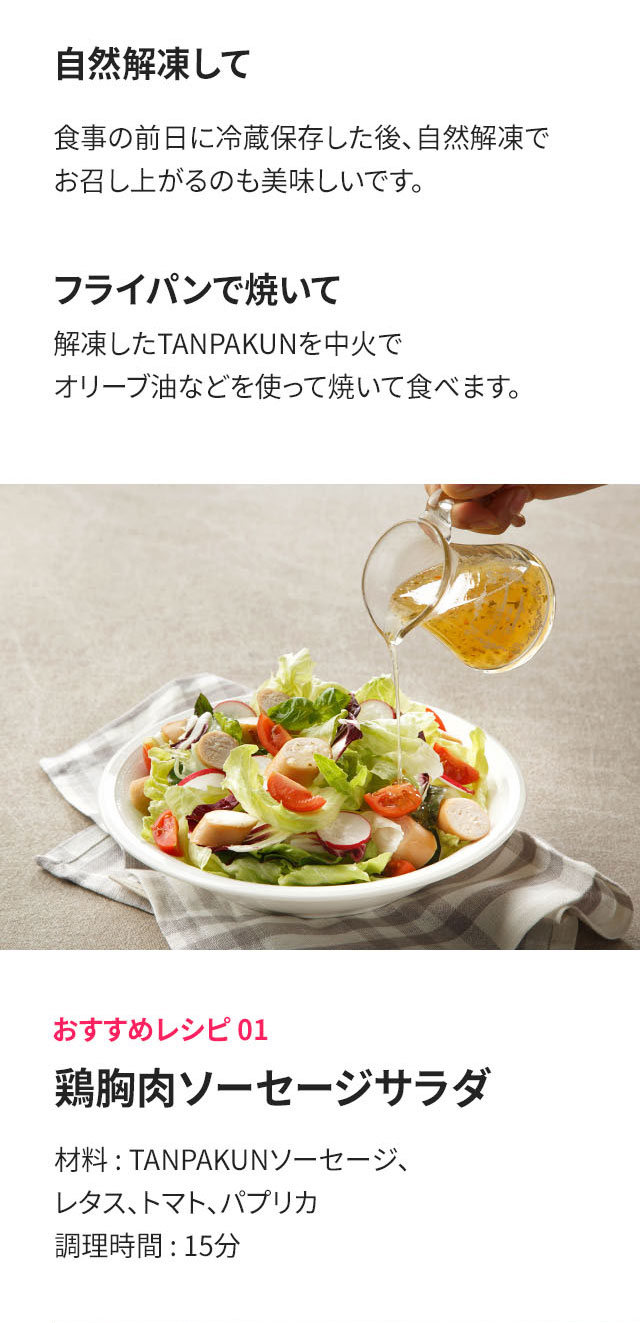 自然解凍して
食事の前日に冷蔵保存した後、自然解凍で
お召し上がるのも美味しいです。
フライパンで焼いて
解凍したTANPAKUNを中火で
オリーブ油などを使って焼いて食べます。
おすすめレシピ 01
鶏胸肉ソーセージサラダ
材料 : TANPAKUNソーセージ、
レタス、トマト、パプリカ
調理時間 : 15分